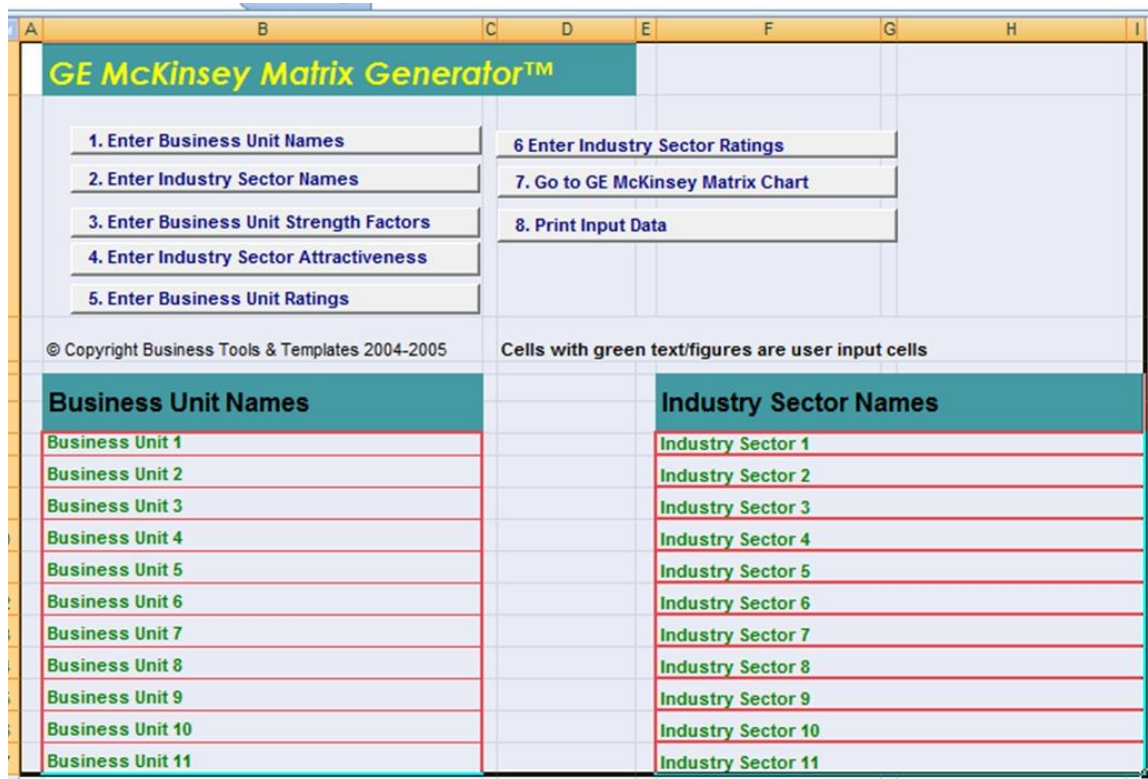 A B C D E F G H I
GE McKinsey Matrix Generator™
1. Enter Business Unit Names
2. Enter Industry Sector Names
3. Enter Business Unit Strength Factors
4. Enter Industry Sector Attractiveness
5. Enter Business Unit Ratings
6 Enter Industry Sector Ratings
7. Go to GE McKinsey Matrix Chart
8. Print Input Data
© Copyright Business Tools & Templates 2004-2005
Cells with green text/figures are user input cells
Business Unit Names
Business Unit 1
Business Unit 2
Business Unit 3
Business Unit 4
Business Unit 5
Business Unit 6
Business Unit 7
Business Unit 8
Business Unit 9
Business Unit 10
Business Unit 11
Industry Sector Names
Industry Sector 1
Industry Sector 2
Industry Sector 3
Industry Sector 4
Industry Sector 5
Industry Sector 6
Industry Sector 7
Industry Sector 8
Industry Sector 9
Industry Sector 10
Industry Sector 11